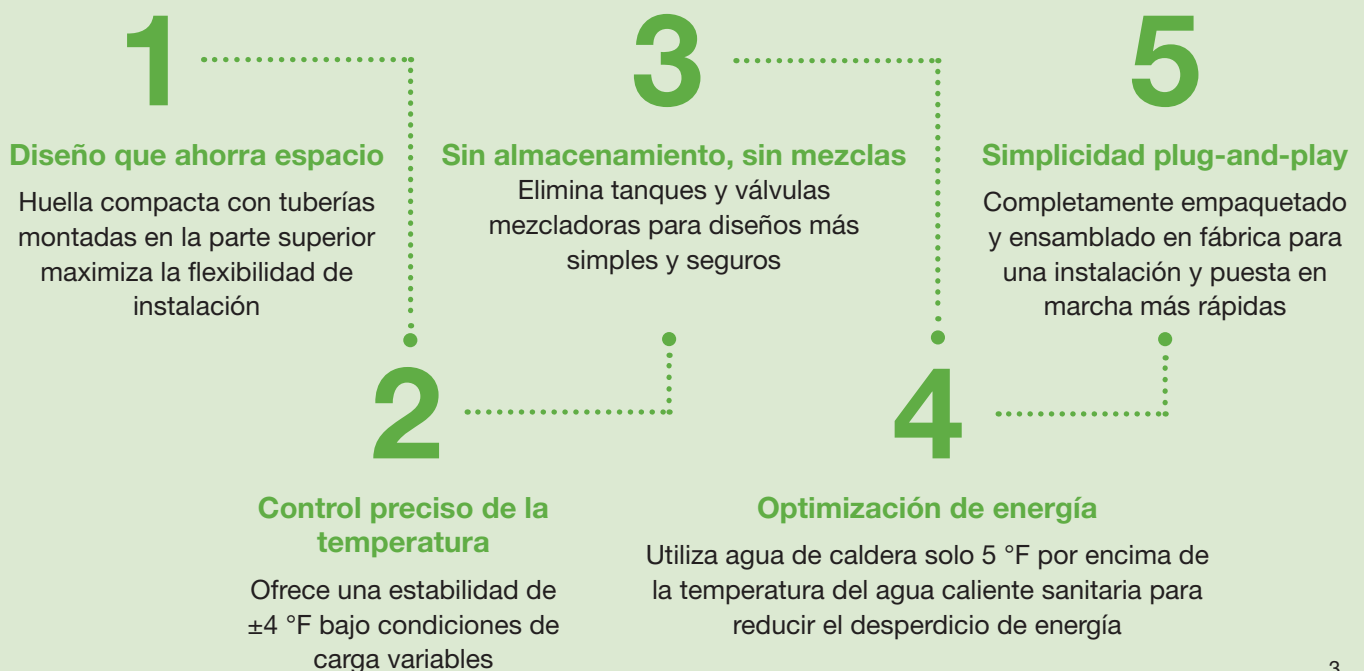 1
Diseño que ahorra espacio
Huella compacta con tuberías
montadas en la parte superior
maximiza la flexibilidad de
instalación
2
Control preciso de la
temperatura
Ofrece una estabilidad de
±4 °F bajo condiciones de
carga variables
3
Sin almacenamiento, sin mezclas
Elimina tanques y válvulas
mezcladoras para diseños más
simples y seguros
4
Optimización de energía
Utiliza agua de caldera solo 5 °F por encima de
la temperatura del agua caliente sanitaria para
reducir el desperdicio de energía
5
Simplicidad plug-and-play
Completamente empaquetado
y ensamblado en fábrica para
una instalación y puesta en
marcha más rápidas
3